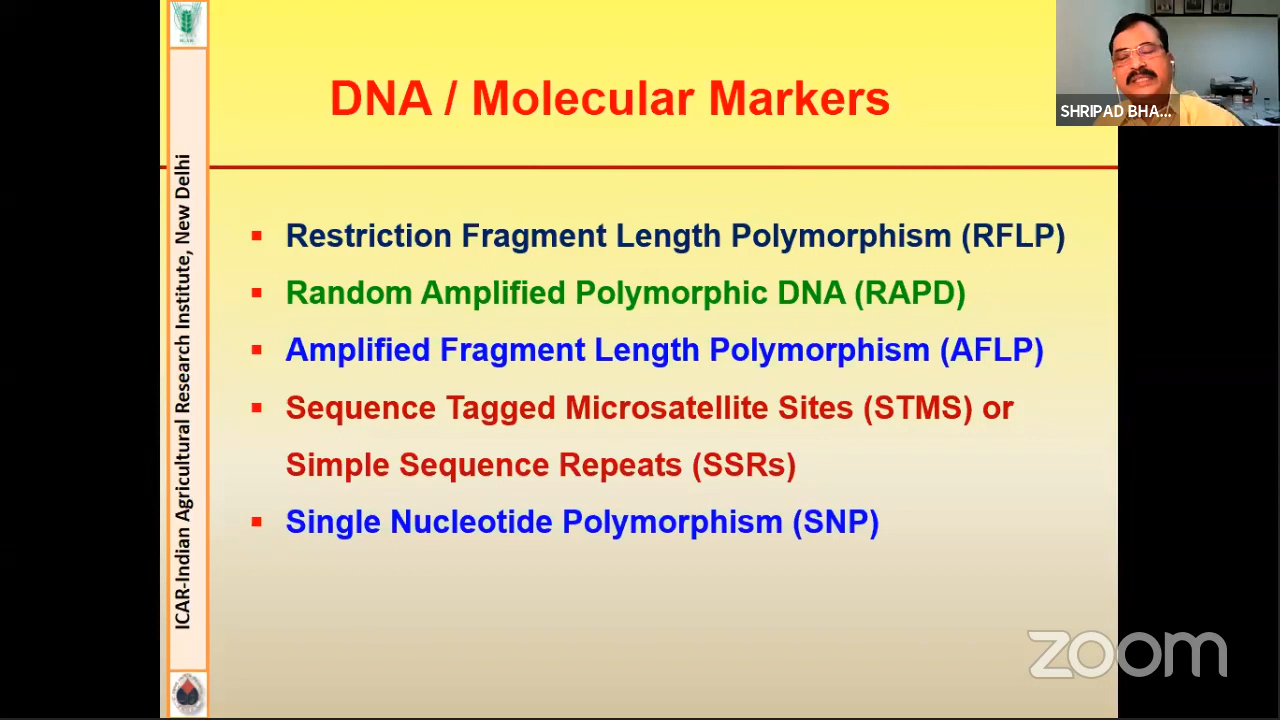 DNA / Molecular Markers
SHRIPAD BHA...
ICAR-Indian Agricultural Research Institute, New Delhi
▪ Restriction Fragment Length Polymorphism (RFLP)
▪ Random Amplified Polymorphic DNA (RAPD)
▪ Amplified Fragment Length Polymorphism (AFLP)
▪ Sequence Tagged Microsatellite Sites (STMS) or
Simple Sequence Repeats (SSRs)
▪ Single Nucleotide Polymorphism (SNP)
zoom